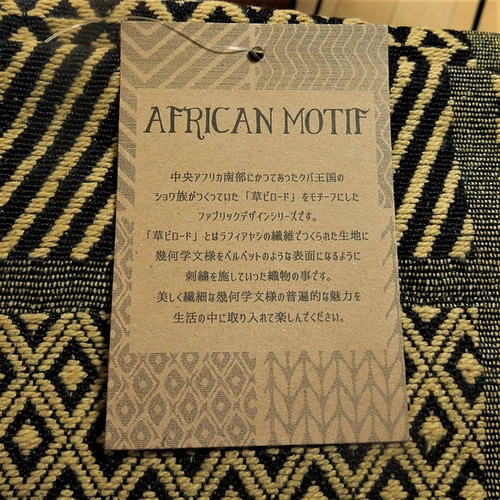 AFRICAN MOTIF
中央アフリカ南部にかつてあったクバ王国の
ショワ族がつくっていた「草ビロード」をモチーフにした
ファブリックデザインシリーズです。
「草ビロード」とはラフィアヤシの繊維でつくられた生地に
幾何学文様をベルベットのような表面になるように
刺繍を施していった織物の事です。
美しく繊細な幾何学文様の普遍的な魅力を
生活の中に取り入れて楽しんでください。